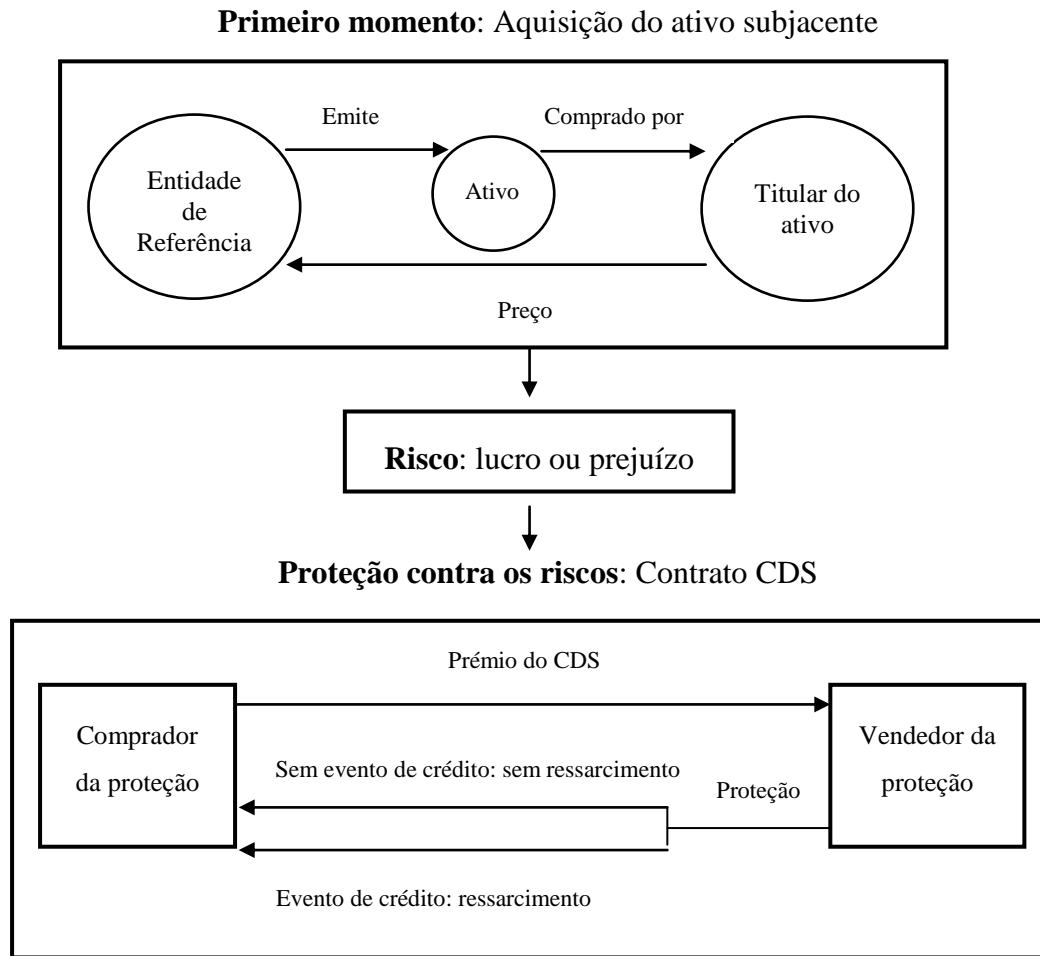 Primeiro momento: Aquisição do ativo subjacente
Emite
Comprado por
Entidade
de
Referência
Ativo
Titular do
ativo
Preço
Risco: lucro ou prejuízo
Proteção contra os riscos: Contrato CDS
Prémio do CDS
Comprador
da proteção
Vendedor da
proteção
Sem evento de crédito: sem ressarcimento
Proteção
Evento de crédito: ressarcimento